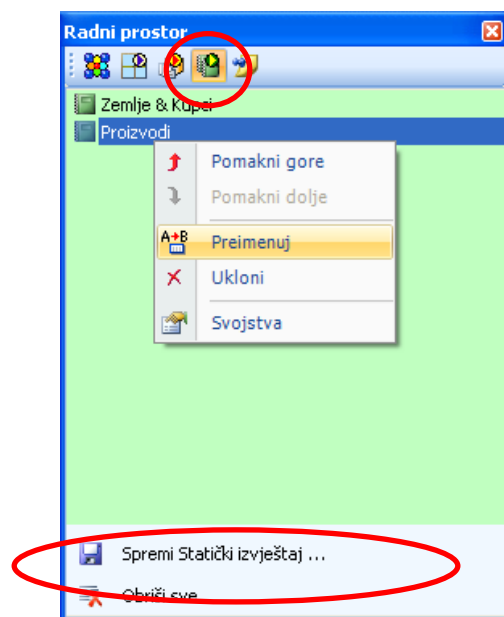 Radni prostor
Zemlje & Kupci
Proizvodi
Pomakni gore
Pomakni dolje
A+B
Preimenuj
Ukloni
Svojstva
Spremi Statički izvještaj ...
Obriši sve